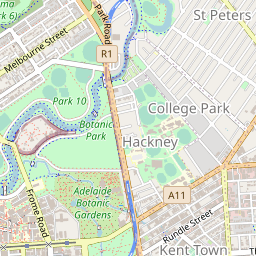 St Peters
Park Road
Melbourne Street
R1
Park 10
College Park
Botanic
Park
Hackney
Adelaide
Botanic
Gardens
A11
Frome Road
Rundle Street
Kent Town